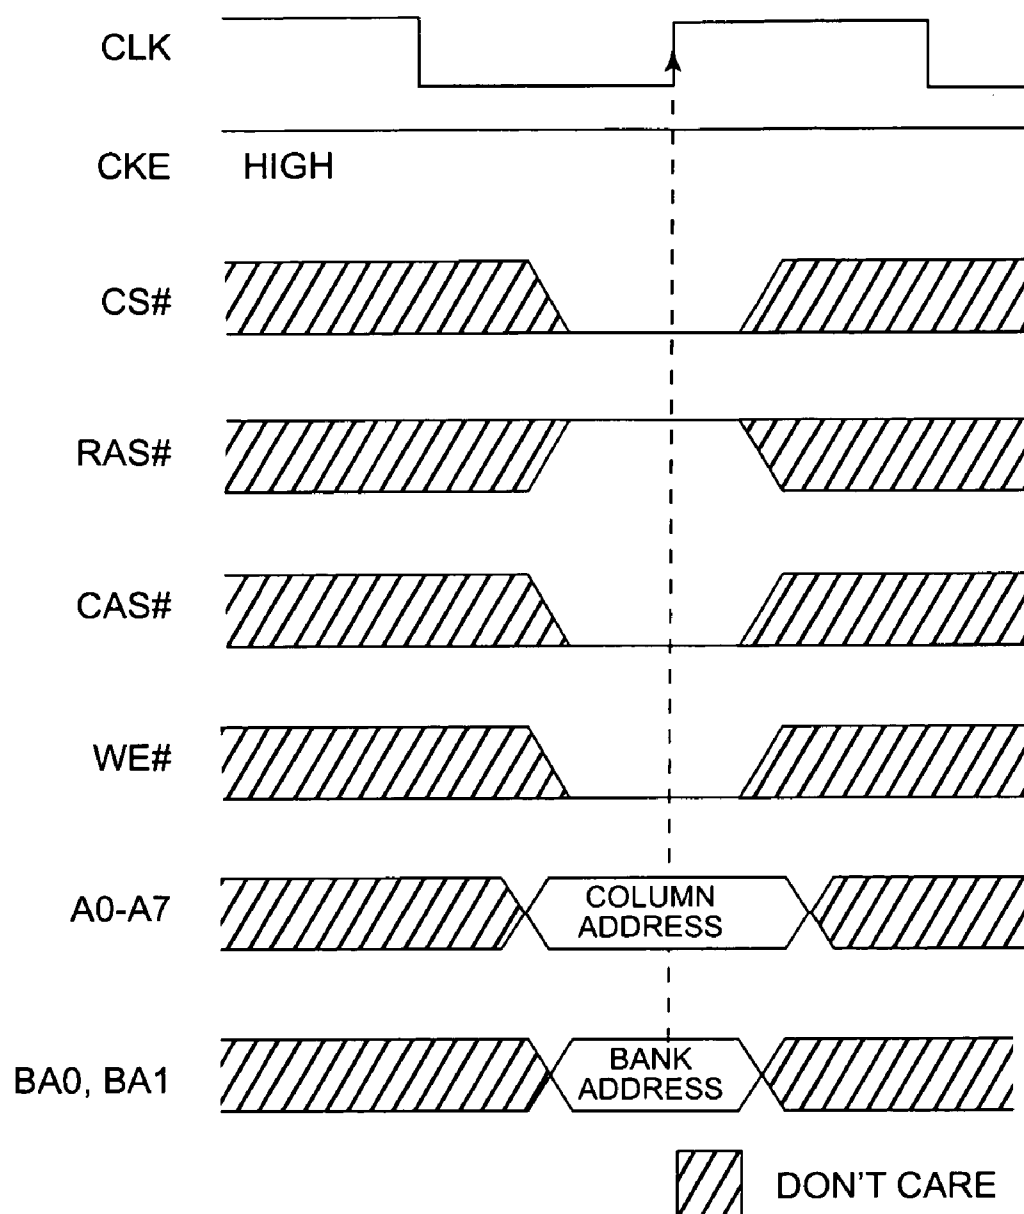 CLK
CKE HIGH
CS#
RAS#
CAS#
WE#
A0-A7 COLUMN
ADDRESS
BA0, BA1 BANK
ADDRESS
DON'T CARE